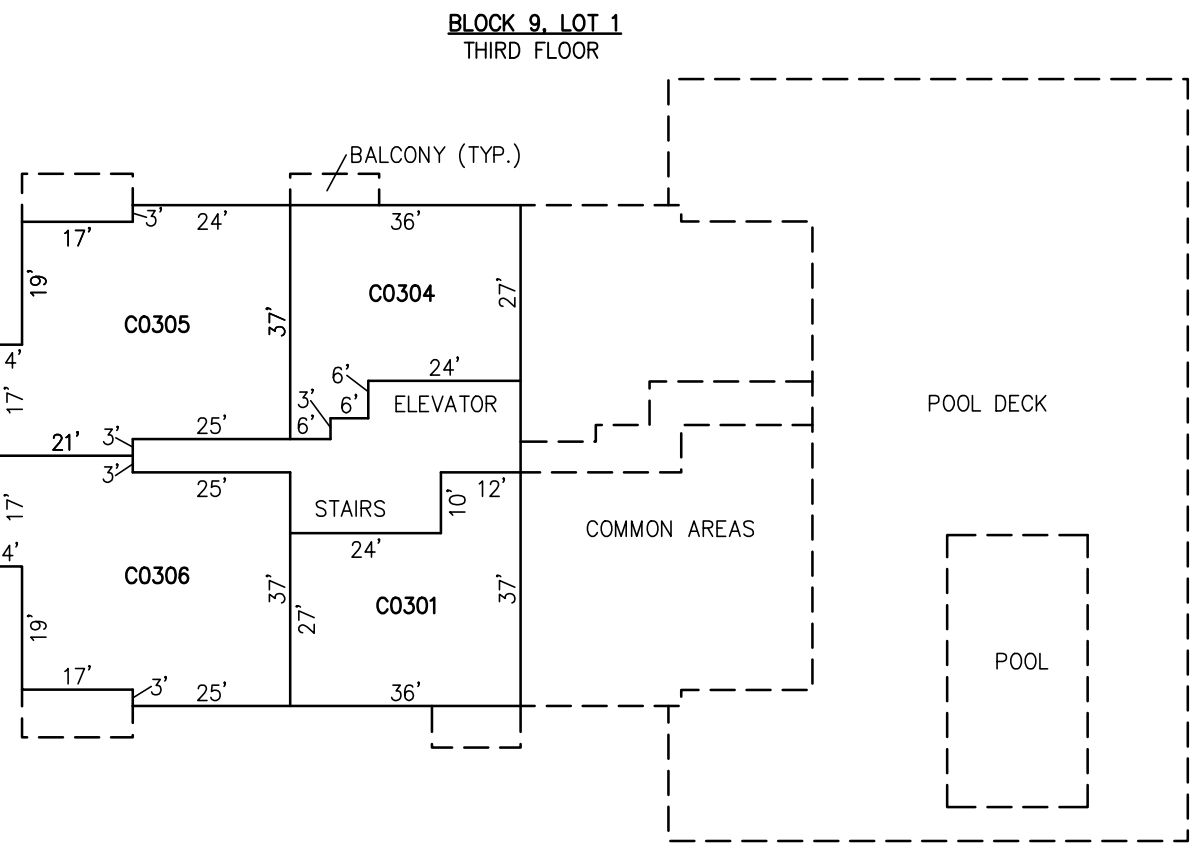 BLOCK 9, LOT 1
THIRD FLOOR
BALCONY (TYP.)
3'
24'
36'
17'
19'
27'
C0304
C0305
37'
4'
6'
24'
17'
3'
6'
ELEVATOR
POOL DECK
25'
6'
21'
3'
3'
25'
12'
17'
STAIRS
10'
COMMON AREAS
4'
24'
C0306
37'
37'
C0301
19'
27'
POOL
17'
3'
25'
36'